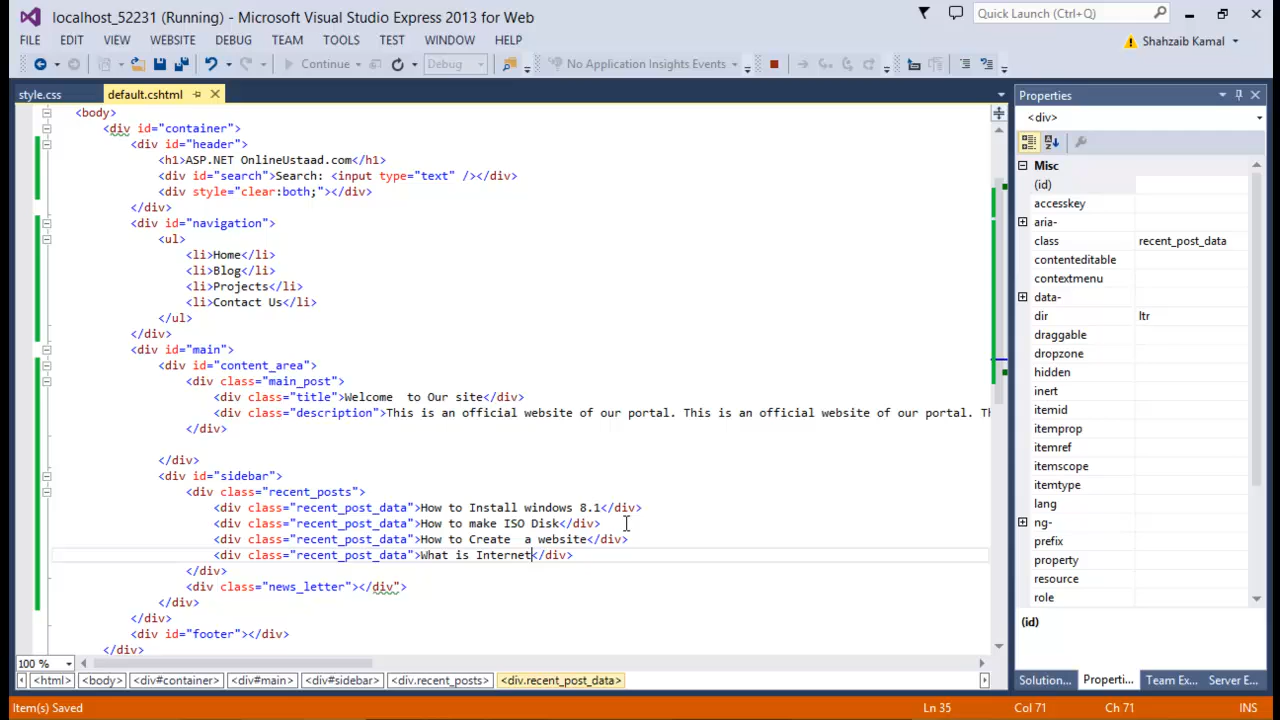 localhost_52231 (Running) - Microsoft Visual Studio Express 2013 for Web
Quick Launch (Ctrl+Q)
FILE EDIT VIEW WEBSITE DEBUG TEAM TOOLS TEST WINDOW HELP
Shahzaib Kamal
Continue Debug No Application Insights Events
style.css default.cshtml
<body>
<div id="container">
<div id="header">
<h1>ASP.NET OnlineUstaad.com</h1>
<div id="search">Search: <input type="text" /></div>
<div style="clear:both;"></div>
</div>
<div id="navigation">
<ul>
<li>Home</li>
<li>Blog</li>
<li>Projects</li>
<li>Contact Us</li>
</ul>
</div>
<div id="main">
<div id="content_area">
<div class="main_post">
<div class="title">Welcome  to Our site</div>
<div class="description">This is an official website of our portal. This is an official website of our portal. Th
</div>
</div>
<div id="sidebar">
<div class="recent_posts">
<div class="recent_post_data">How to Install windows 8.1</div>
<div class="recent_post_data">How to make ISO Disk</div>
<div class="recent_post_data">How to Create  a website</div>
<div class="recent_post_data">What is Internet</div>
</div>
<div class="news_letter"></div">
</div>
</div>
<div id="footer"></div>
</div>
100 %
<html> <body> <div#container> <div#main> <div#sidebar> <div.recent_posts> <div.recent_post_data>
Properties
<div>
Misc
(id)
accesskey
aria-
class recent_post_data
contenteditable
contextmenu
data-
dir ltr
draggable
dropzone
hidden
inert
itemid
itemprop
itemref
itemscope
itemtype
lang
ng-
prefix
property
resource
role
(id)
Solution... Properti... Team Ex... Server E...
Item(s) Saved Ln 35 Col 71 Ch 71 INS